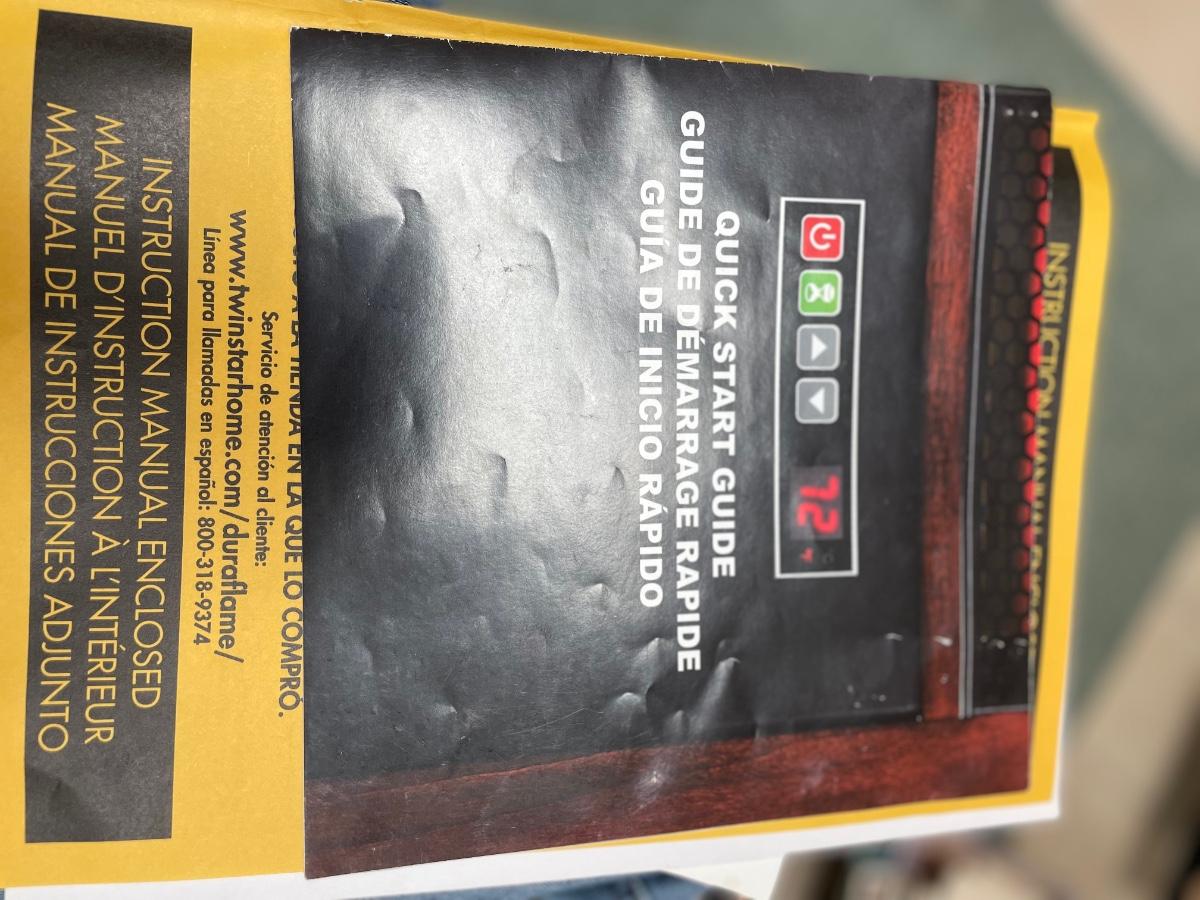 INSTRUCTION MANUAL
72
QUICK START GUIDE
GUIDE DE DÉMARRAGE RAPIDE
GUÍA DE INICIO RÁPIDO
A LA TIENDA EN LA QUE LO COMPRÓ.
Servicio de atención al cliente:
www.twinstarhome.com/duraflame/
Línea para llamadas en español: 800-318-9374
INSTRUCTION MANUAL ENCLOSED
MANUEL D'INSTRUCTION À L'INTÉRIEUR
MANUAL DE INSTRUCCIONES ADJUNTO